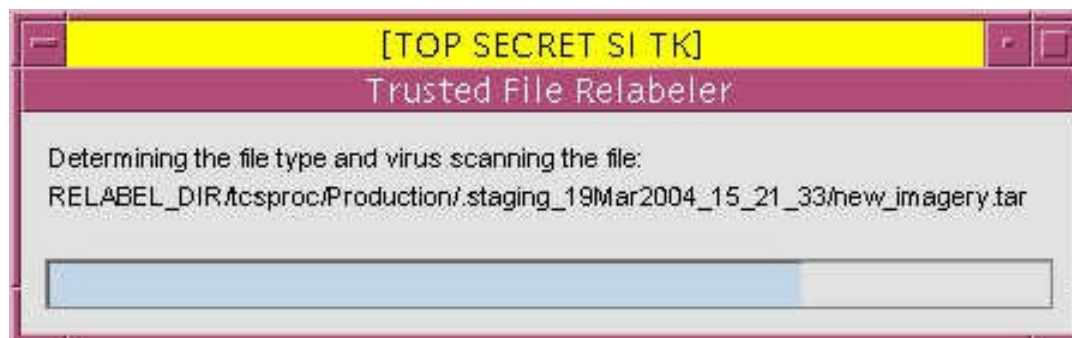 [TOP SECRET SI TK]
Trusted File Relabeler
Determining the file type and virus scanning the file:
RELABEL_DIR/tcsproc/Production/.staging_19Mar2004_15_21_33/new_imagery.tar